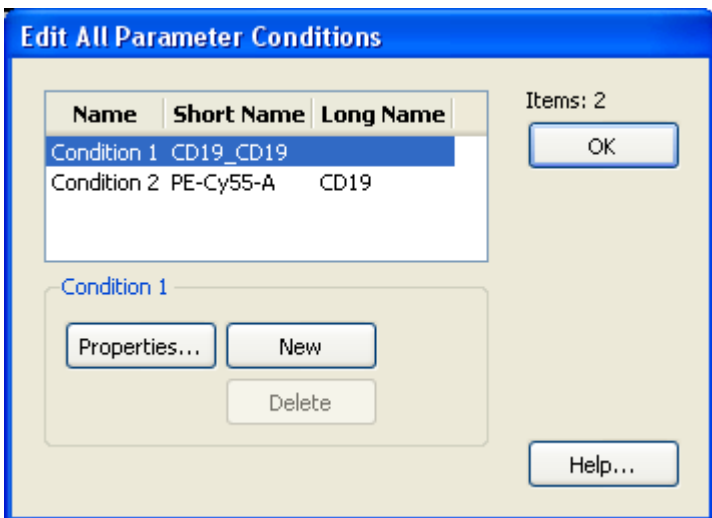 Edit All Parameter Conditions
Items: 2
Name Short Name Long Name
OK
Condition 1 CD19_CD19
Condition 2 PE-Cy55-A CD19
Condition 1
Properties... New
Delete
Help...